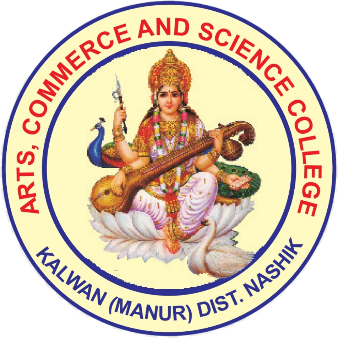 ARTS, COMMERCE AND SCIENCE COLLEGE
KALWAN (MANUR) DIST. NASHIK